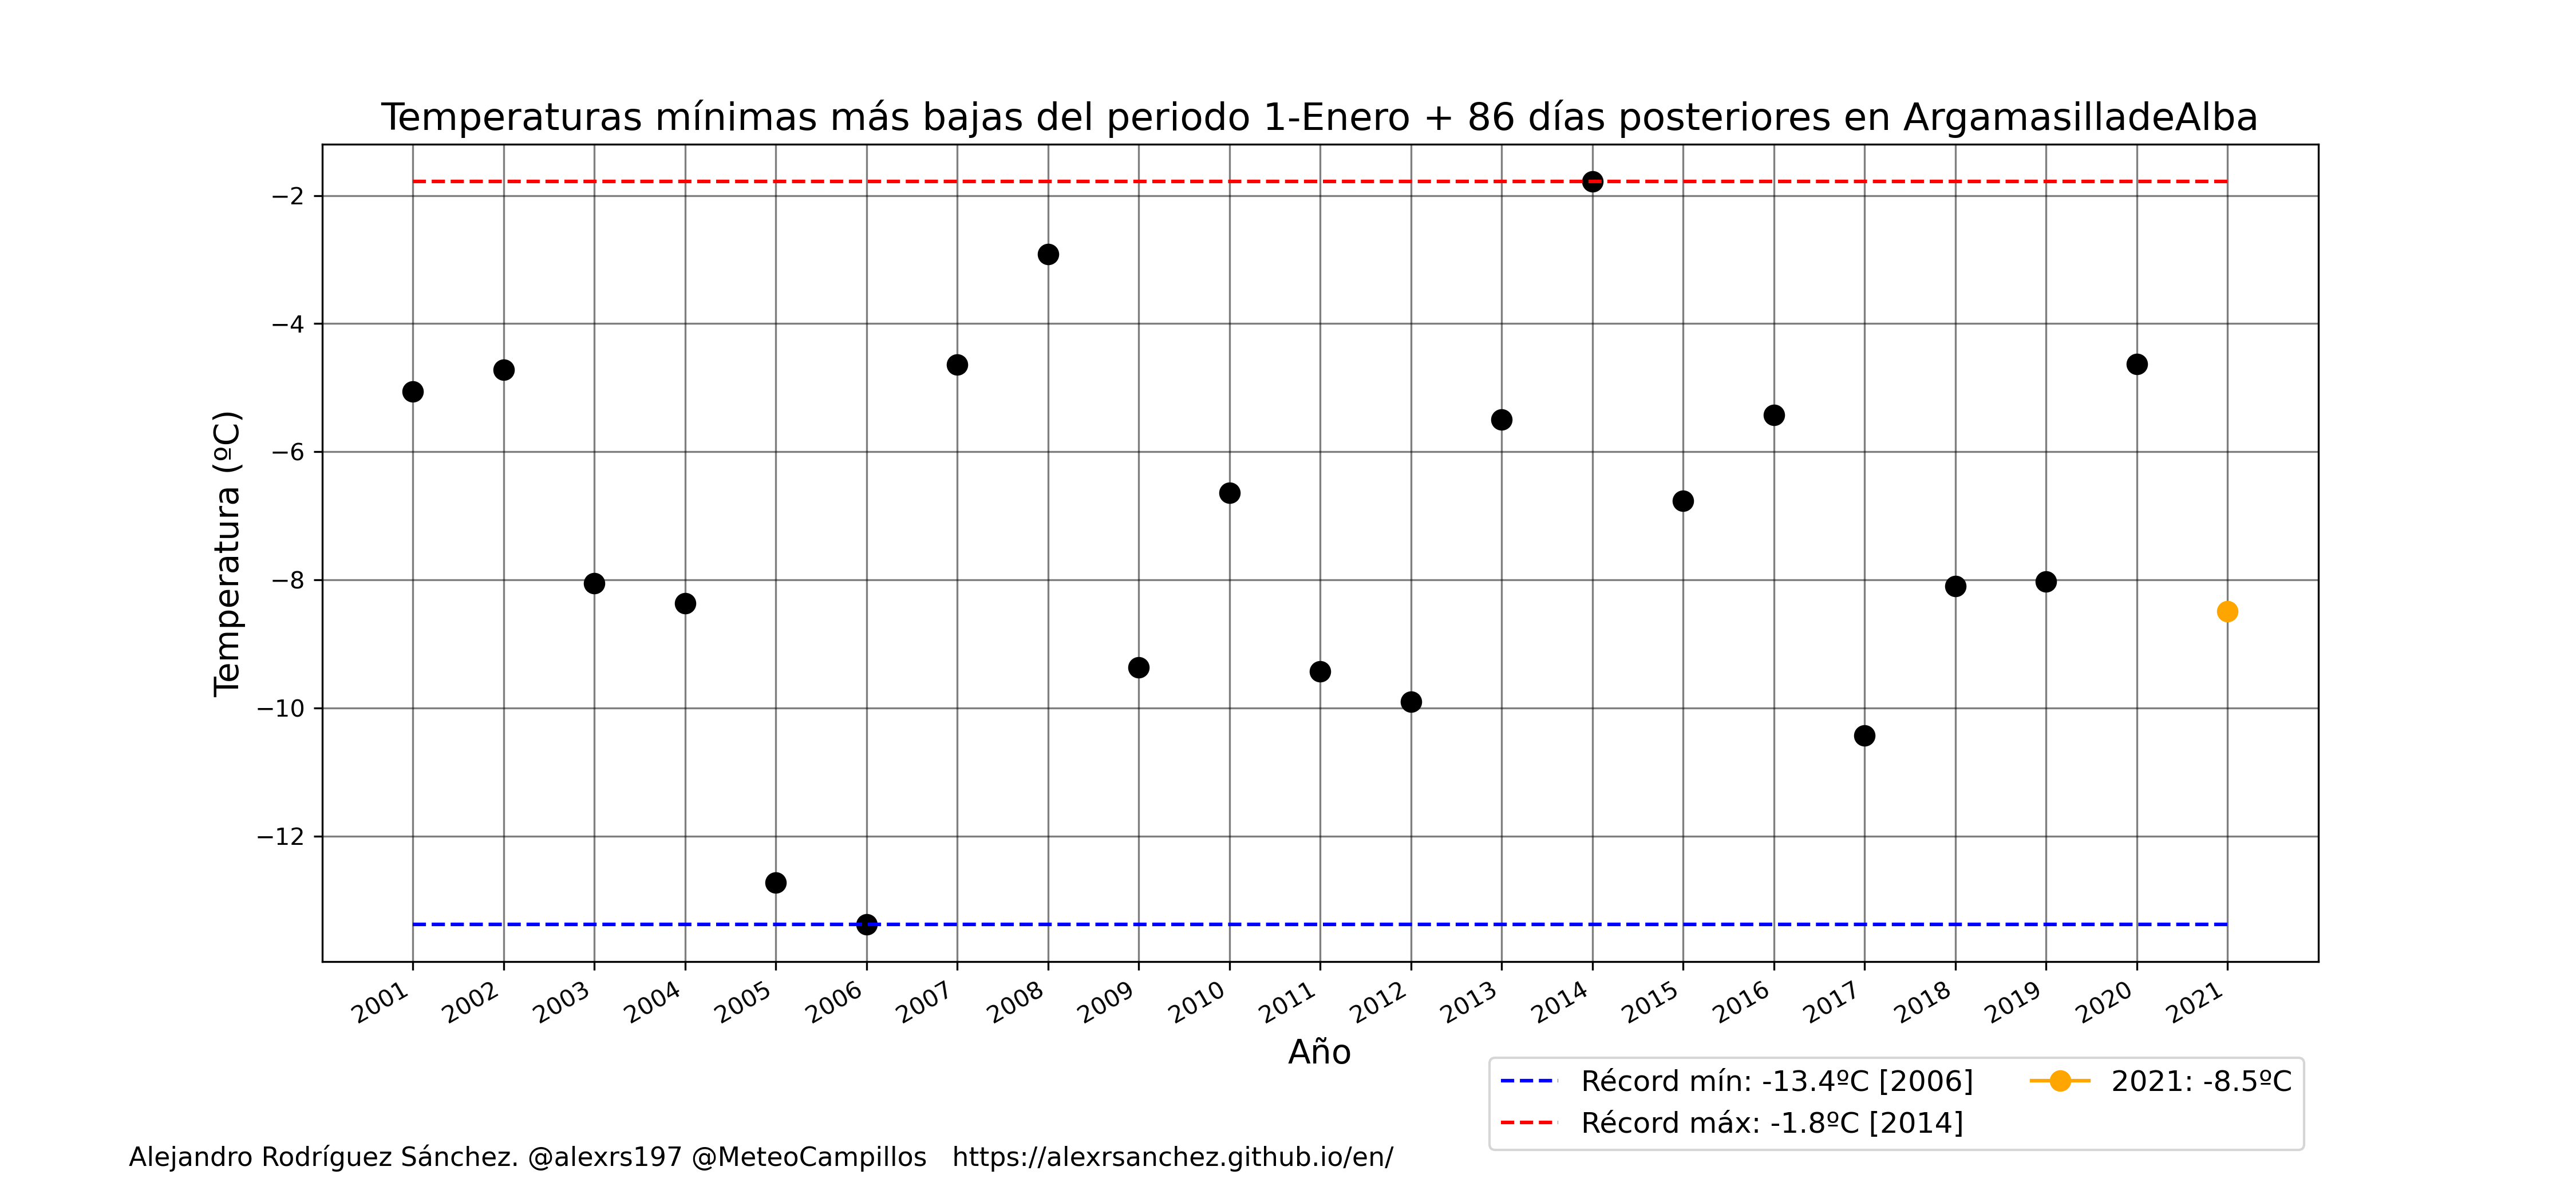 Temperaturas mínimas más bajas del periodo 1-Enero + 86 días posteriores en ArgamasilladeAlba
Temperatura (ºC)
−2
−4
−6
−8
−10
−12
2001 2002 2003 2004 2005 2006 2007 2008 2009 2010 2011 2012 2013 2014 2015 2016 2017 2018 2019 2020 2021
Año
Récord mín: -13.4ºC [2006]
Récord máx: -1.8ºC [2014]
2021: -8.5ºC
Alejandro Rodríguez Sánchez. @alexrs197 @MeteoCampillos https://alexrsanchez.github.io/en/